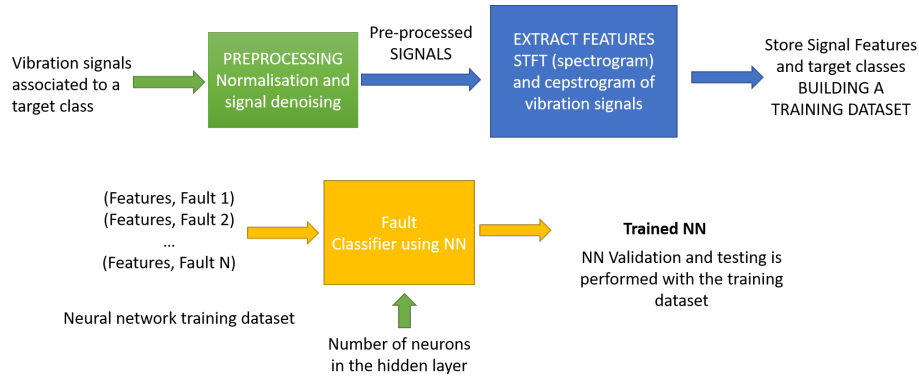 Vibration signals
associated to a
target class
PREPROCESSING
Normalisation and
signal denoising
Pre-processed
SIGNALS
EXTRACT FEATURES
STFT (spectrogram)
and cepstrogram of
vibration signals
Store Signal Features
and target classes
BUILDING A
TRAINING DATASET
(Features, Fault 1)
(Features, Fault 2)
...
(Features, Fault N)
Neural network training dataset
Fault
Classifier using NN
Number of neurons
in the hidden layer
Trained NN
NN Validation and testing is
performed with the training
dataset